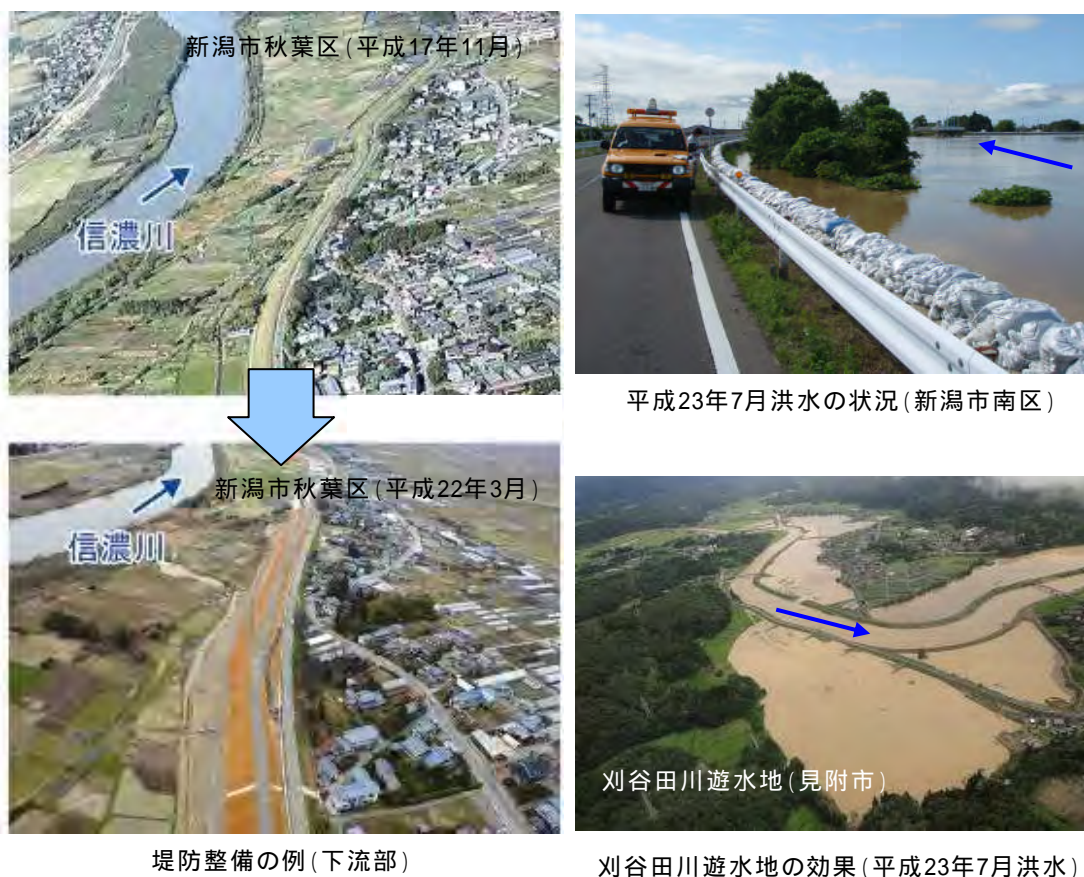 新潟市秋葉区(平成17年11月)
信濃川
新潟市秋葉区(平成22年3月)
信濃川
堤防整備の例(下流部)
平成23年7月洪水の状況(新潟市南区)
刈谷田川遊水地(見附市)
刈谷田川遊水地の効果(平成23年7月洪水)